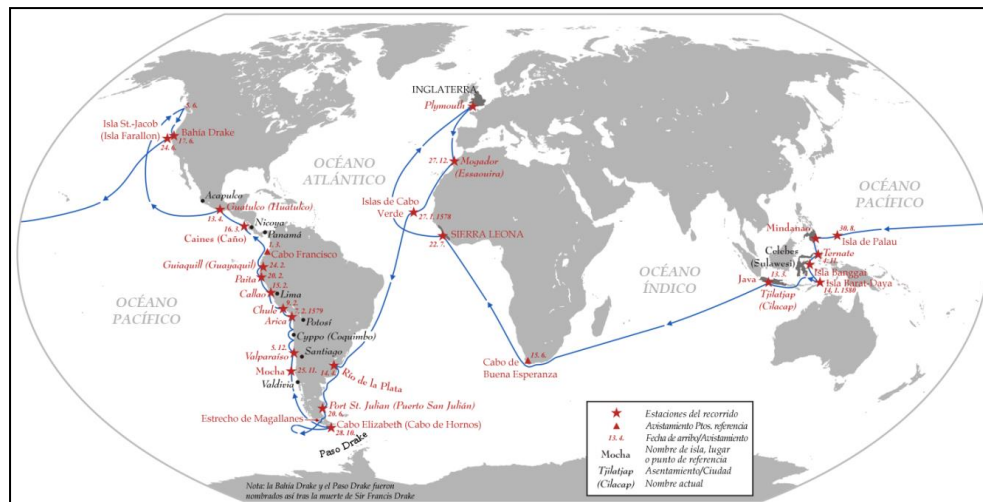 INGLATERRA
Plymouth
5. 6.
Isla St.-Jacob
(Isla Farallon)
24. 6.
Bahía Drake
17. 6.
OCÉANO
ATLÁNTICO
27. 12.
Mogador
(Essaouira)
Islas de Cabo
Verde
27. 1. 1578
SIERRA LEONA
22. 7.
Acapulco
Guatulco (Huatulco)
13. 4.
Nicoya
16. 3.
Caines (Caño)
Panamá
1. 3.
Cabo Francisco
Guiaquill (Guayaquil)
24. 2.
Paita
20. 2.
15. 2.
Callao
Lima
9. 2.
Chule
7. 2. 1579
Arica
Potosí
Cyppo (Coquimbo)
5. 12.
Valparaíso
Santiago
Mocha
25. 11.
Valdivia
14. 4.
Río de la Plata
Port St. Julian (Puerto San Julián)
20. 6.
Estrecho de Magallanes
Cabo Elizabeth (Cabo de Hornos)
28. 10.
Paso Drake
OCÉANO
PACÍFICO
OCÉANO
ÍNDICO
15. 6.
Cabo de
Buena Esperanza
OCÉANO
PACÍFICO
Mindanao
30. 8.
Isla de Palau
Ternate
Celebes
(Sulawesi)
Isla Banggai
Java
13. 3.
Isla Barat-Daya
14. 1. 1580
Tjilatjap
(Cilacap)
Estaciones del recorrido
Avistamiento Ptos. referencia
13. 4.
Fecha de arribo/Avistamiento
Mocha
Nombre de isla, lugar
o punto de referencia
Tjilatjap
Asentamiento/Ciudad
(Cilacap)
Nombre actual
Nota: la Bahía Drake y el Paso Drake fueron
nombrados así tras la muerte de Sir Francis Drake